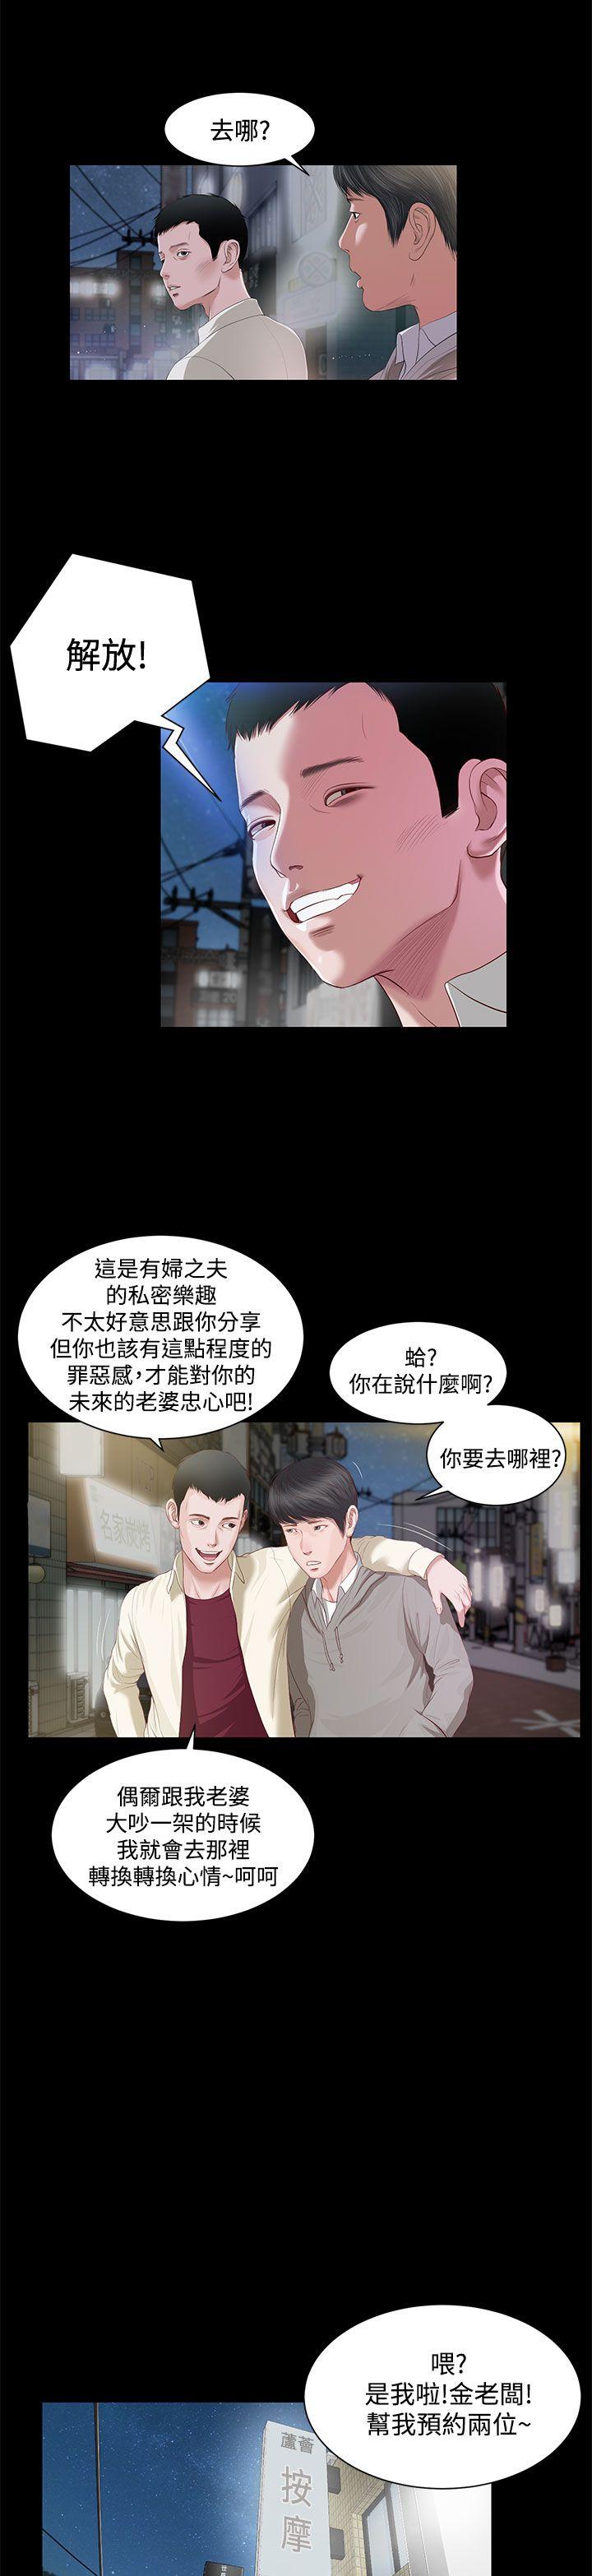 去哪?
解放!
這是有婦之夫
的私密樂趣
不太好意思跟你分享
但你也該有這點程度的
罪惡感,才能對你的
未來的老婆忠心吧!
蛤?
你在說什麼啊?
你要去哪裡?
名家炭烤
偶爾跟我老婆
大吵一架的時候
我就會去那裡
轉換轉換心情~呵呵
喂?
是我啦!金老闆!
幫我預約兩位~
蘆薈
按摩